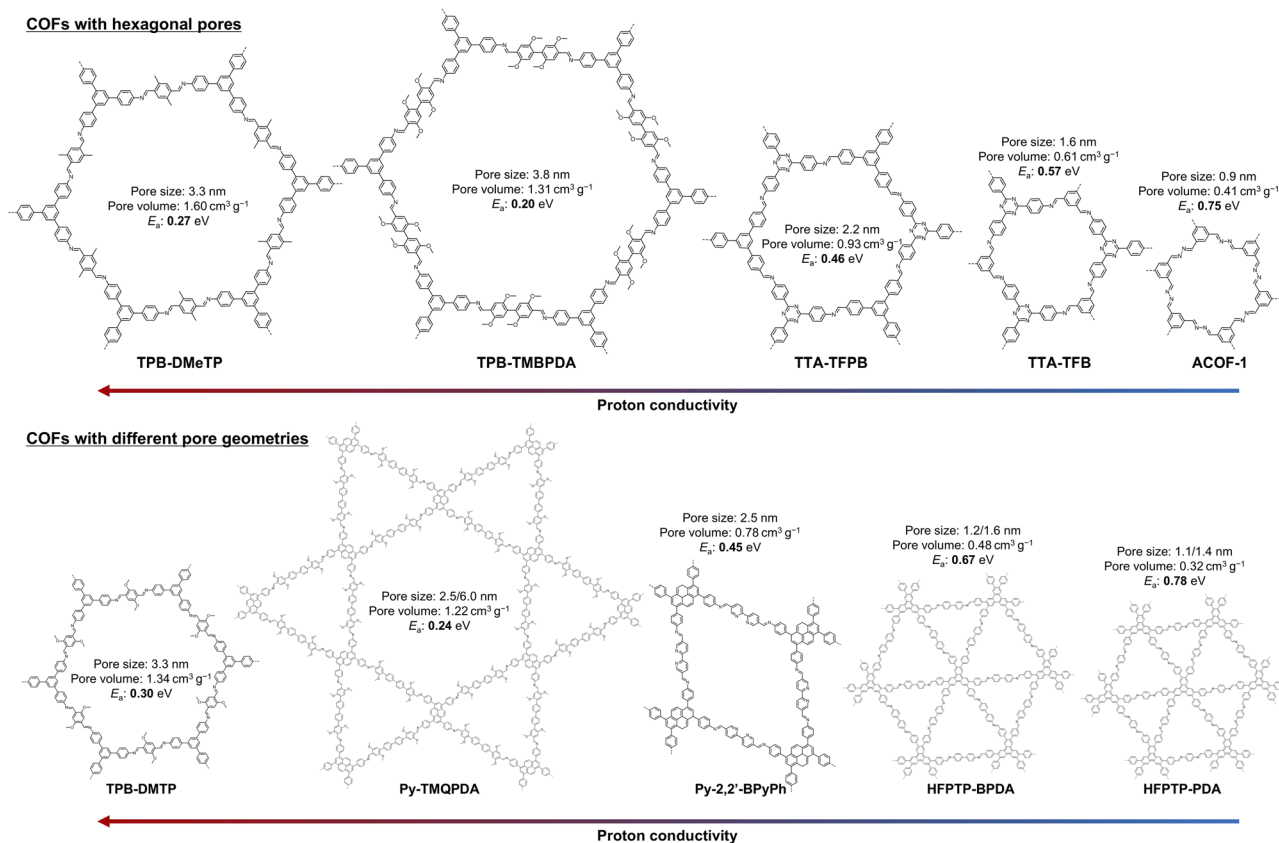 COFs with hexagonal pores
Pore size: 3.3 nm
Pore volume: 1.60 cm³ g⁻¹
Eₐ: 0.27 eV
TPB-DMeTP
Pore size: 3.8 nm
Pore volume: 1.31 cm³ g⁻¹
Eₐ: 0.20 eV
TPB-TMBPDA
Pore size: 2.2 nm
Pore volume: 0.93 cm³ g⁻¹
Eₐ: 0.46 eV
TTA-TFPB
Pore size: 1.6 nm
Pore volume: 0.61 cm³ g⁻¹
Eₐ: 0.57 eV
TTA-TFB
Pore size: 0.9 nm
Pore volume: 0.41 cm³ g⁻¹
Eₐ: 0.75 eV
ACOF-1
Proton conductivity
COFs with different pore geometries
Pore size: 3.3 nm
Pore volume: 1.34 cm³ g⁻¹
Eₐ: 0.30 eV
TPB-DMTP
Pore size: 2.5/6.0 nm
Pore volume: 1.22 cm³ g⁻¹
Eₐ: 0.24 eV
Py-TMQPDA
Pore size: 2.5 nm
Pore volume: 0.78 cm³ g⁻¹
Eₐ: 0.45 eV
Py-2,2'-BPyPh
Pore size: 1.2/1.6 nm
Pore volume: 0.48 cm³ g⁻¹
Eₐ: 0.67 eV
HFPTP-BPDA
Pore size: 1.1/1.4 nm
Pore volume: 0.32 cm³ g⁻¹
Eₐ: 0.78 eV
HFPTP-PDA
Proton conductivity